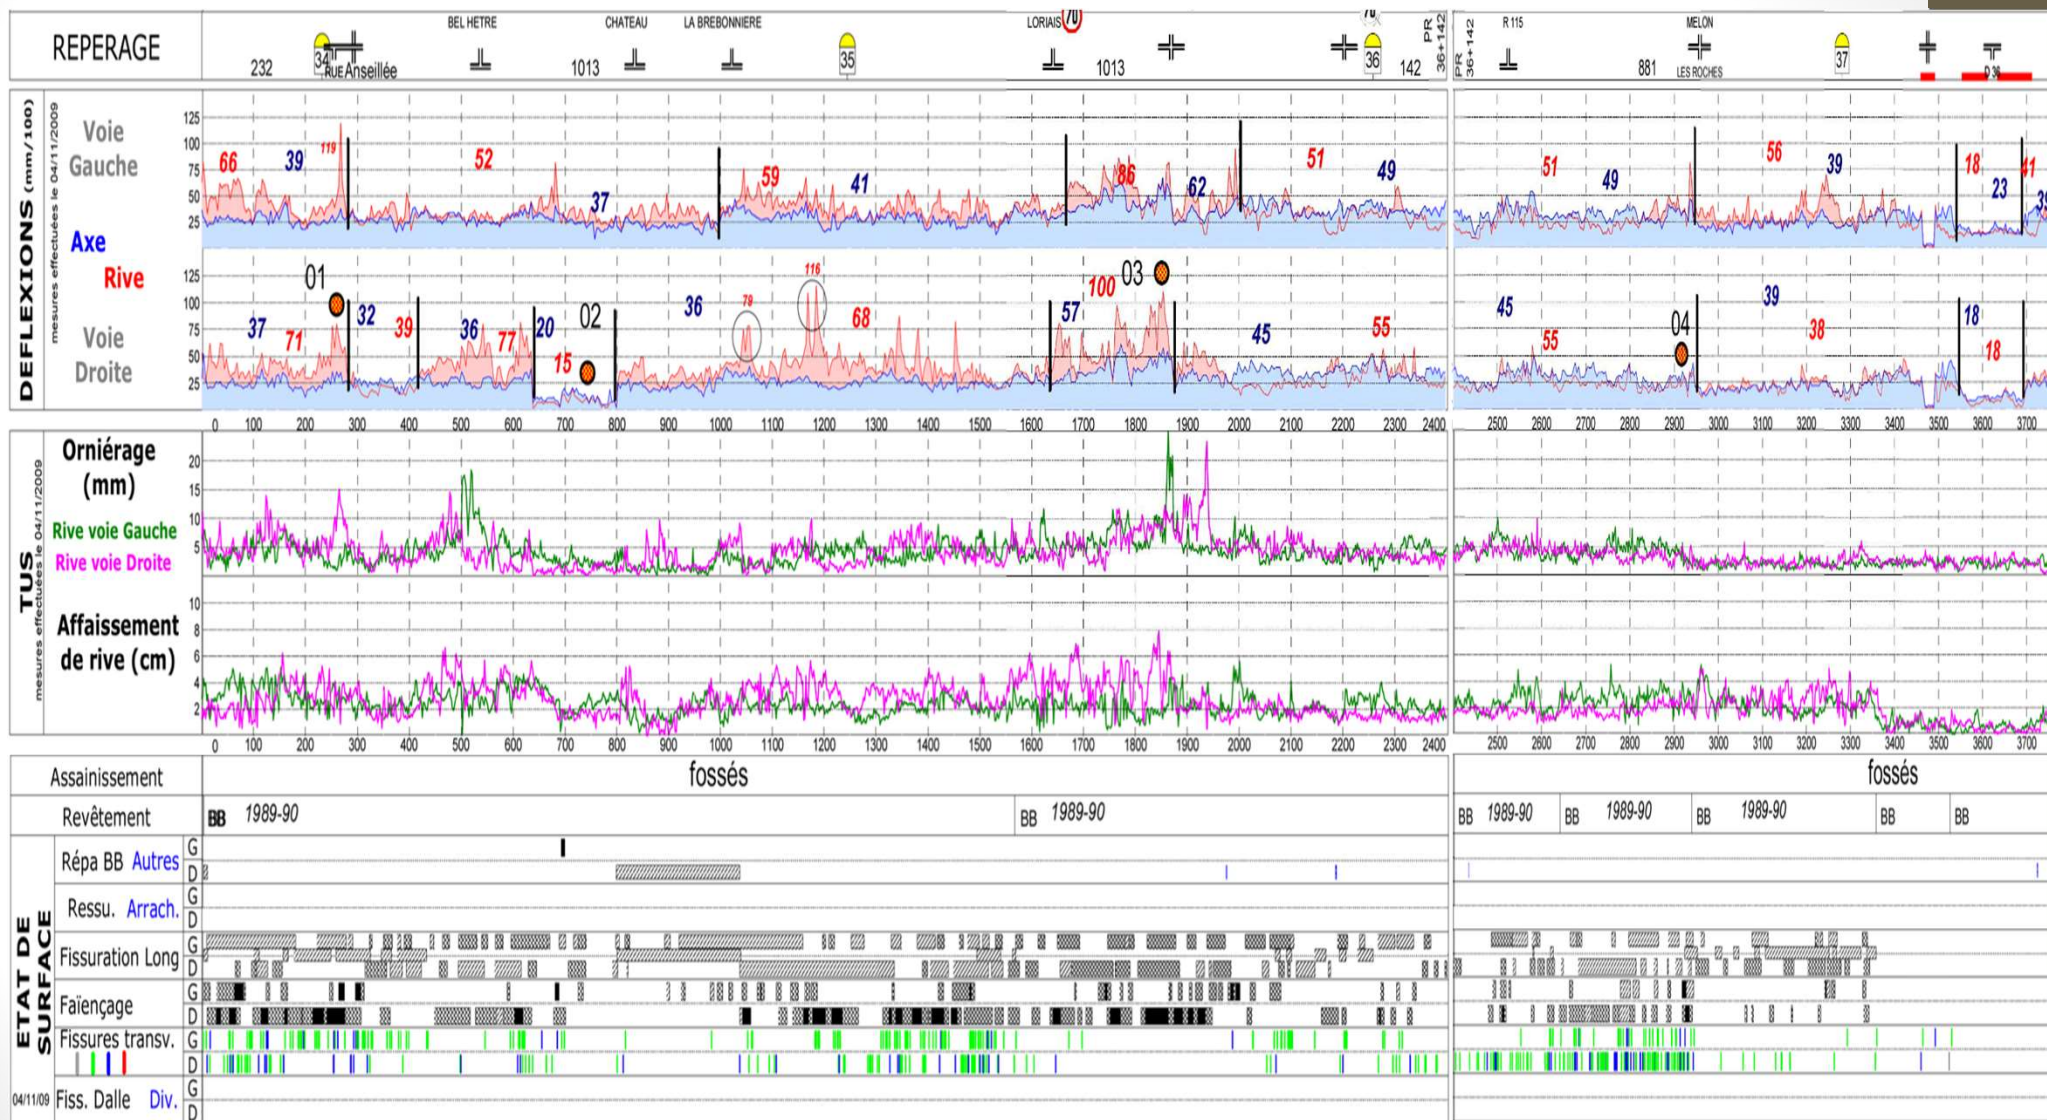 REPERAGE
BEL HETRE
CHATEAU
LA BREBONNIERE
LORIAIS
70
PR
36+142
PR
36+142
R 115
MELON
34
RUE Anseillée
35
36
37
232
1013
1013
142
881
LES ROCHES
D 36
DEFLEXIONS (mm/100)
mesures effectuées le 04/11/2009
Voie
Gauche
Axe
Rive
Voie
Droite
125
100
75
50
25
66
39
119
52
37
59
41
86
62
51
49
51
49
56
39
18
23
41
39
125
100
75
50
25
01
37
71
32
39
36
77
20
15
02
36
79
116
68
57
100
03
45
55
45
55
04
39
38
18
18
0 100 200 300 400 500 600 700 800 900 1000 1100 1200 1300 1400 1500 1600 1700 1800 1900 2000 2100 2200 2300 2400
2500 2600 2700 2800 2900 3000 3100 3200 3300 3400 3500 3600 3700
TUS
mesures effectuées le 04/11/2009
Orniérage
(mm)
Rive voie Gauche
Rive voie Droite
20
15
10
5
Affaissement
de rive (cm)
10
8
6
4
2
0 100 200 300 400 500 600 700 800 900 1000 1100 1200 1300 1400 1500 1600 1700 1800 1900 2000 2100 2200 2300 2400
2500 2600 2700 2800 2900 3000 3100 3200 3300 3400 3500 3600 3700
Assainissement
fossés
fossés
Revêtement
BB 1989-90
BB 1989-90
BB 1989-90
BB 1989-90
BB 1989-90
BB
BB
ETAT DE
SURFACE
Répa BB Autres
G
D
Ressu. Arrach.
G
D
Fissuration Long
G
D
Faïençage
G
D
Fissures transv.
G
D
04/11/09
Fiss. Dalle Div.
G
D